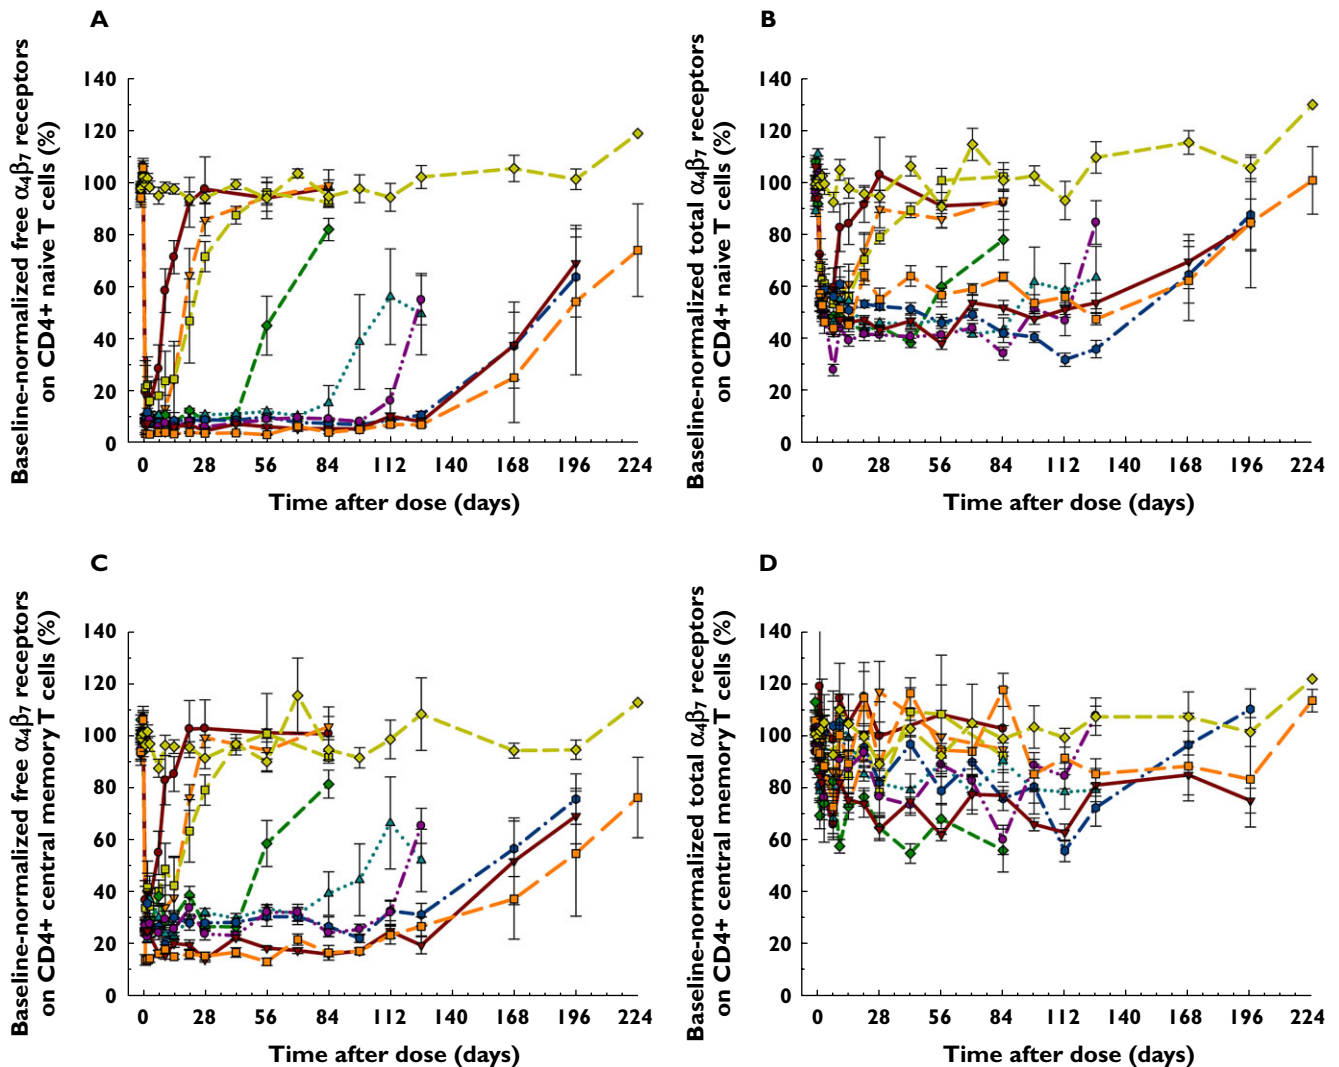 A
Baseline-normalized free α₄β₇ receptors
on CD4+ naive T cells (%)
140
120
100
80
60
40
20
0
0 28 56 84 112 140 168 196 224
Time after dose (days)
B
Baseline-normalized total α₄β₇ receptors
on CD4+ naive T cells (%)
140
120
100
80
60
40
20
0
0 28 56 84 112 140 168 196 224
Time after dose (days)
C
Baseline-normalized free α₄β₇ receptors
on CD4+ central memory T cells (%)
140
120
100
80
60
40
20
0
0 28 56 84 112 140 168 196 224
Time after dose (days)
D
Baseline-normalized total α₄β₇ receptors
on CD4+ central memory T cells (%)
140
120
100
80
60
40
20
0
0 28 56 84 112 140 168 196 224
Time after dose (days)